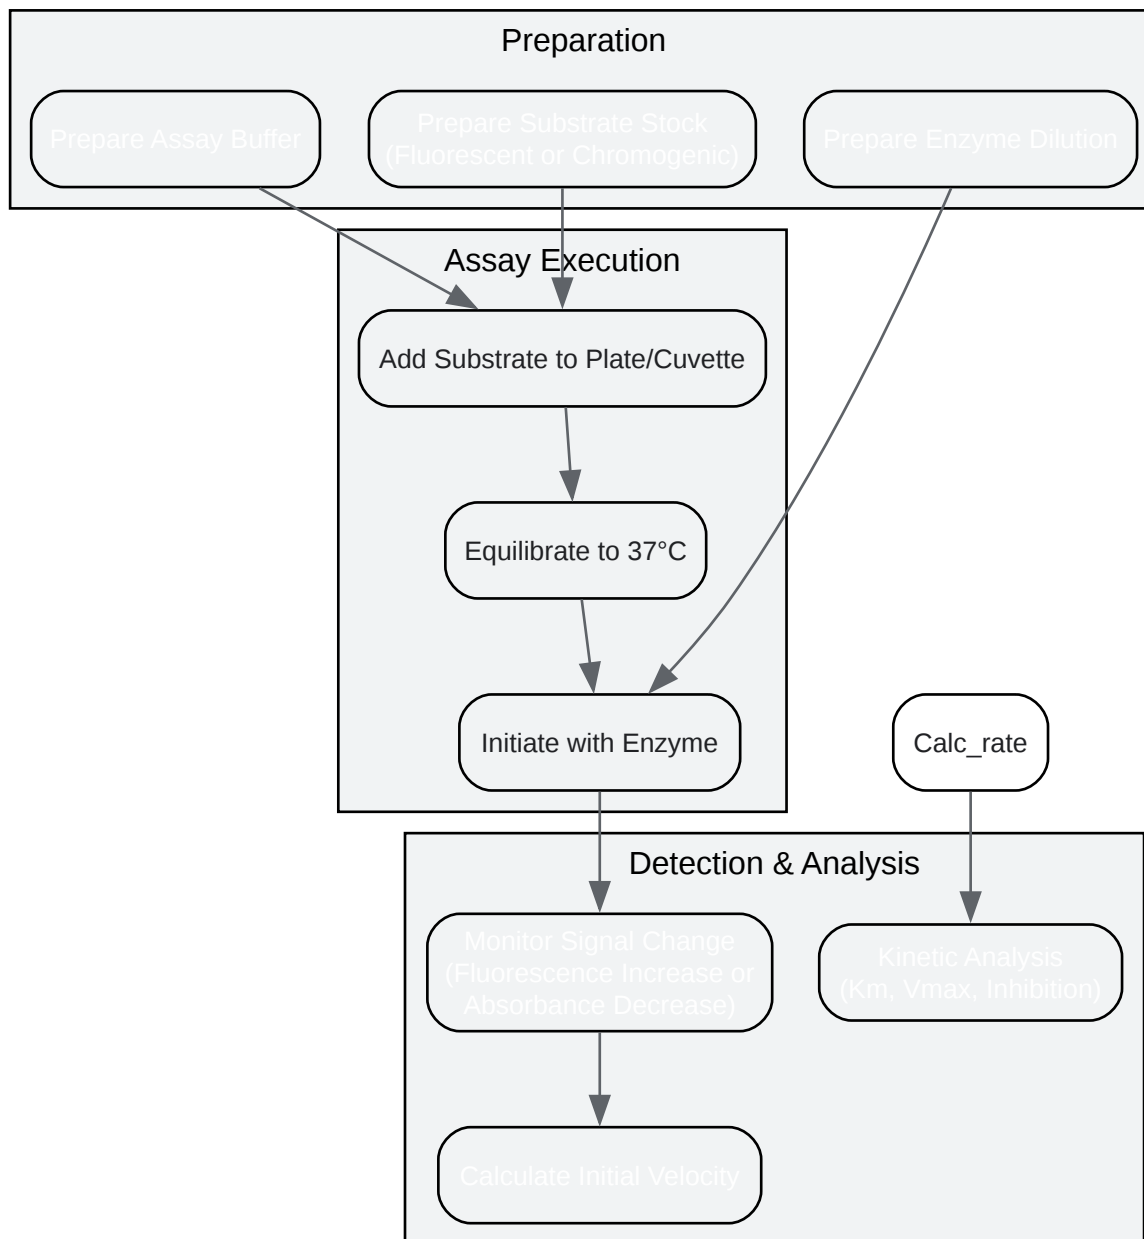 Preparation
Prepare Assay Buffer
Prepare Substrate Stock
(Fluorescent or Chromogenic)
Prepare Enzyme Dilution
Assay Execution
Add Substrate to Plate/Cuvette
Equilibrate to 37°C
Initiate with Enzyme
Calc_rate
Detection & Analysis
Monitor Signal Change
(Fluorescence Increase or
Absorbance Decrease)
Kinetic Analysis
(Km, Vmax, Inhibition)
Calculate Initial Velocity